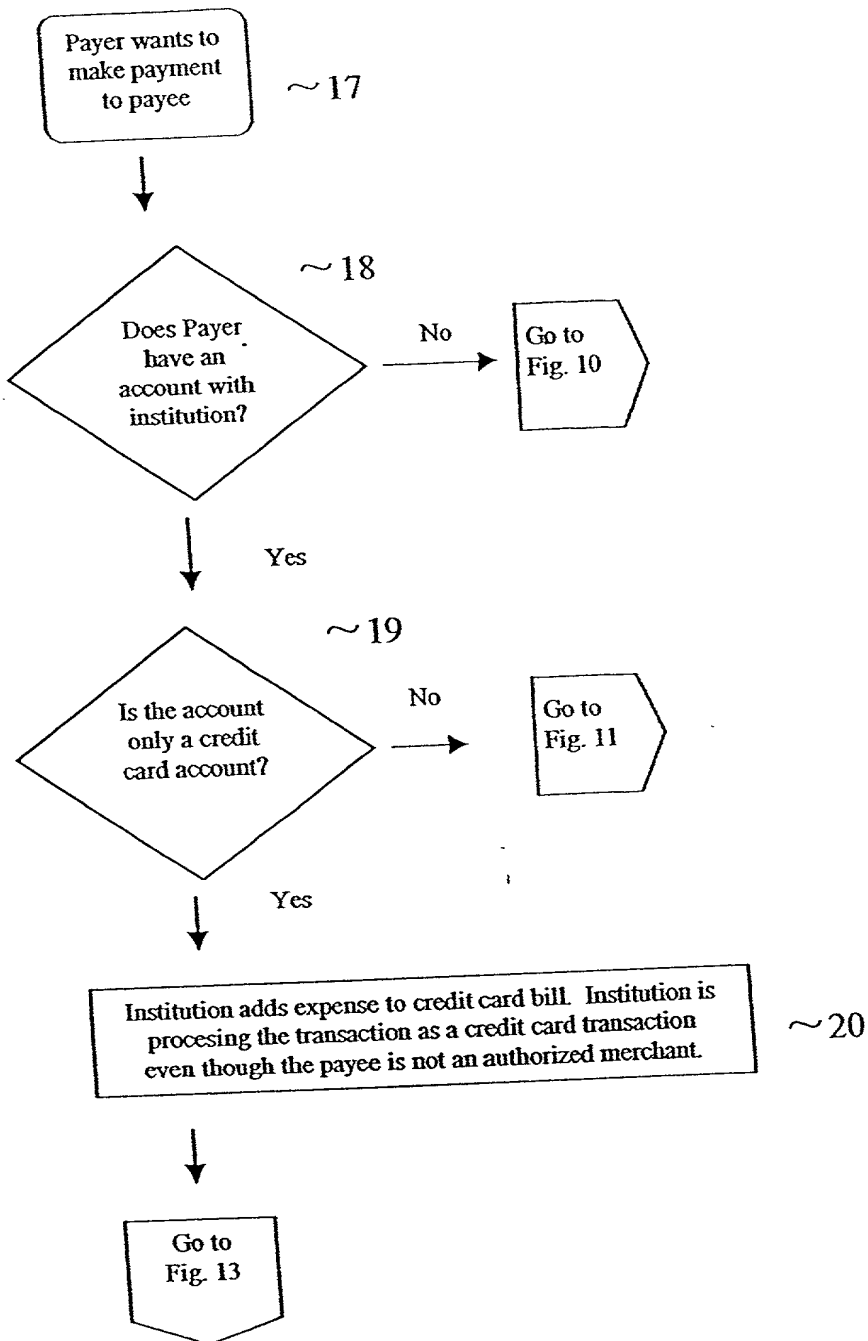 Payer wants to
make payment
to payee
~17
~18
Does Payer
have an
account with
institution?
No
Go to
Fig. 10
Yes
~19
Is the account
only a credit
card account?
No
Go to
Fig. 11
Yes
Institution adds expense to credit card bill. Institution is
procesing the transaction as a credit card transaction
even though the payee is not an authorized merchant.
~20
Go to
Fig. 13